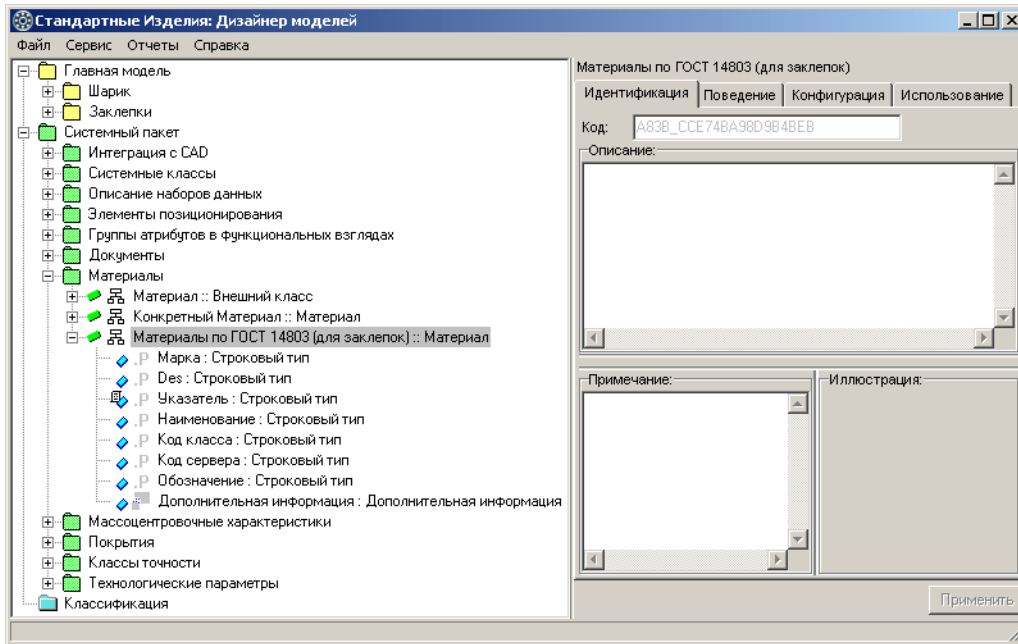 Стандартные Изделия: Дизайнер моделей
Файл Сервис Отчеты Справка
Главная модель
Шарик
Заклепки
Системный пакет
Интеграция с CAD
Системные классы
Описание наборов данных
Элементы позиционирования
Группы атрибутов в функциональных взглядах
Документы
Материалы
Материал :: Внешний класс
Конкретный Материал :: Материал
Материалы по ГОСТ 14803 (для заклепок) :: Материал
.P Марка : Строковый тип
.P Des : Строковый тип
.P Указатель : Строковый тип
.P Наименование : Строковый тип
.P Код класса : Строковый тип
.P Код сервера : Строковый тип
.P Обозначение : Строковый тип
Дополнительная информация : Дополнительная информация
Массоцентровочные характеристики
Покрытия
Классы точности
Технологические параметры
Классификация
Материалы по ГОСТ 14803 (для заклепок)
Идентификация Поведение Конфигурация Использование
Код: A83B_CCE74BA98D9B4BEB
Описание:
Примечание: Иллюстрация:
Применить